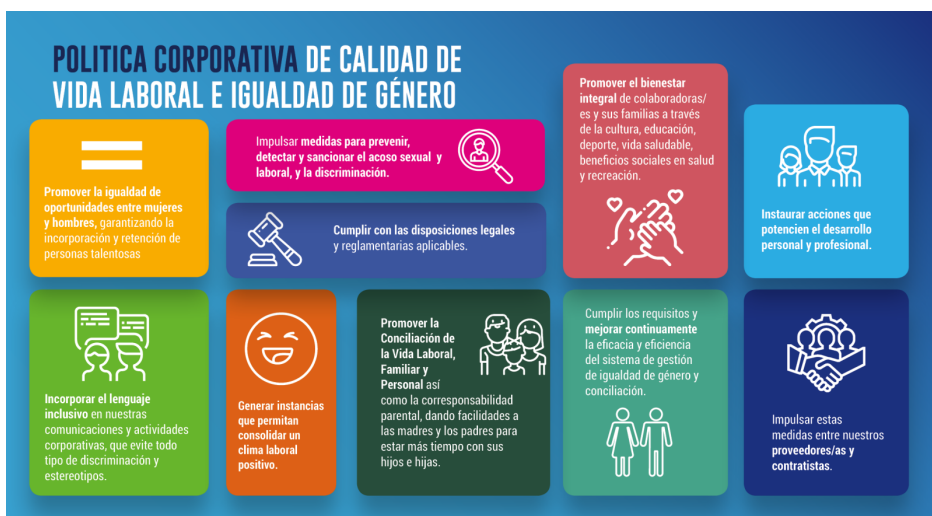 POLITICA CORPORATIVA DE CALIDAD DE
VIDA LABORAL E IGUALDAD DE GÉNERO
Promover la igualdad de
oportunidades entre mujeres
y hombres, garantizando la
incorporación y retención de
personas talentosas
Impulsar medidas para prevenir,
detectar y sancionar el acoso sexual y
laboral, y la discriminación.
Cumplir con las disposiciones legales
y reglamentarias aplicables.
Promover el bienestar
integral de colaboradoras/
es y sus familias a través
de la cultura, educación,
deporte, vida saludable,
beneficios sociales en salud
y recreación.
Instaurar acciones que
potencien el desarrollo
personal y profesional.
Incorporar el lenguaje
inclusivo en nuestras
comunicaciones y actividades
corporativas, que evite todo
tipo de discriminación y
estereotipos.
Generar instancias
que permitan
consolidar un
clima laboral
positivo.
Promover la
Conciliación de
la Vida Laboral,
Familiar y
Personal así
como la corresponsabilidad
parental, dando facilidades a
las madres y los padres para
estar más tiempo con sus
hijos e hijas.
Cumplir los requisitos y
mejorar continuamente
la eficacia y eficiencia
del sistema de gestión
de igualdad de género y
conciliación.
Impulsar estas
medidas entre nuestros
proveedores/as y
contratistas.